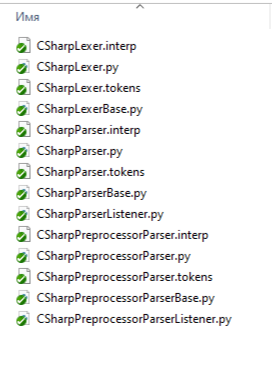 Имя
CSharpLexer.interp
CSharpLexer.py
CSharpLexer.tokens
CSharpLexerBase.py
CSharpParser.interp
CSharpParser.py
CSharpParser.tokens
CSharpParserBase.py
CSharpParserListener.py
CSharpPreprocessorParser.interp
CSharpPreprocessorParser.py
CSharpPreprocessorParser.tokens
CSharpPreprocessorParserBase.py
CSharpPreprocessorParserListener.py